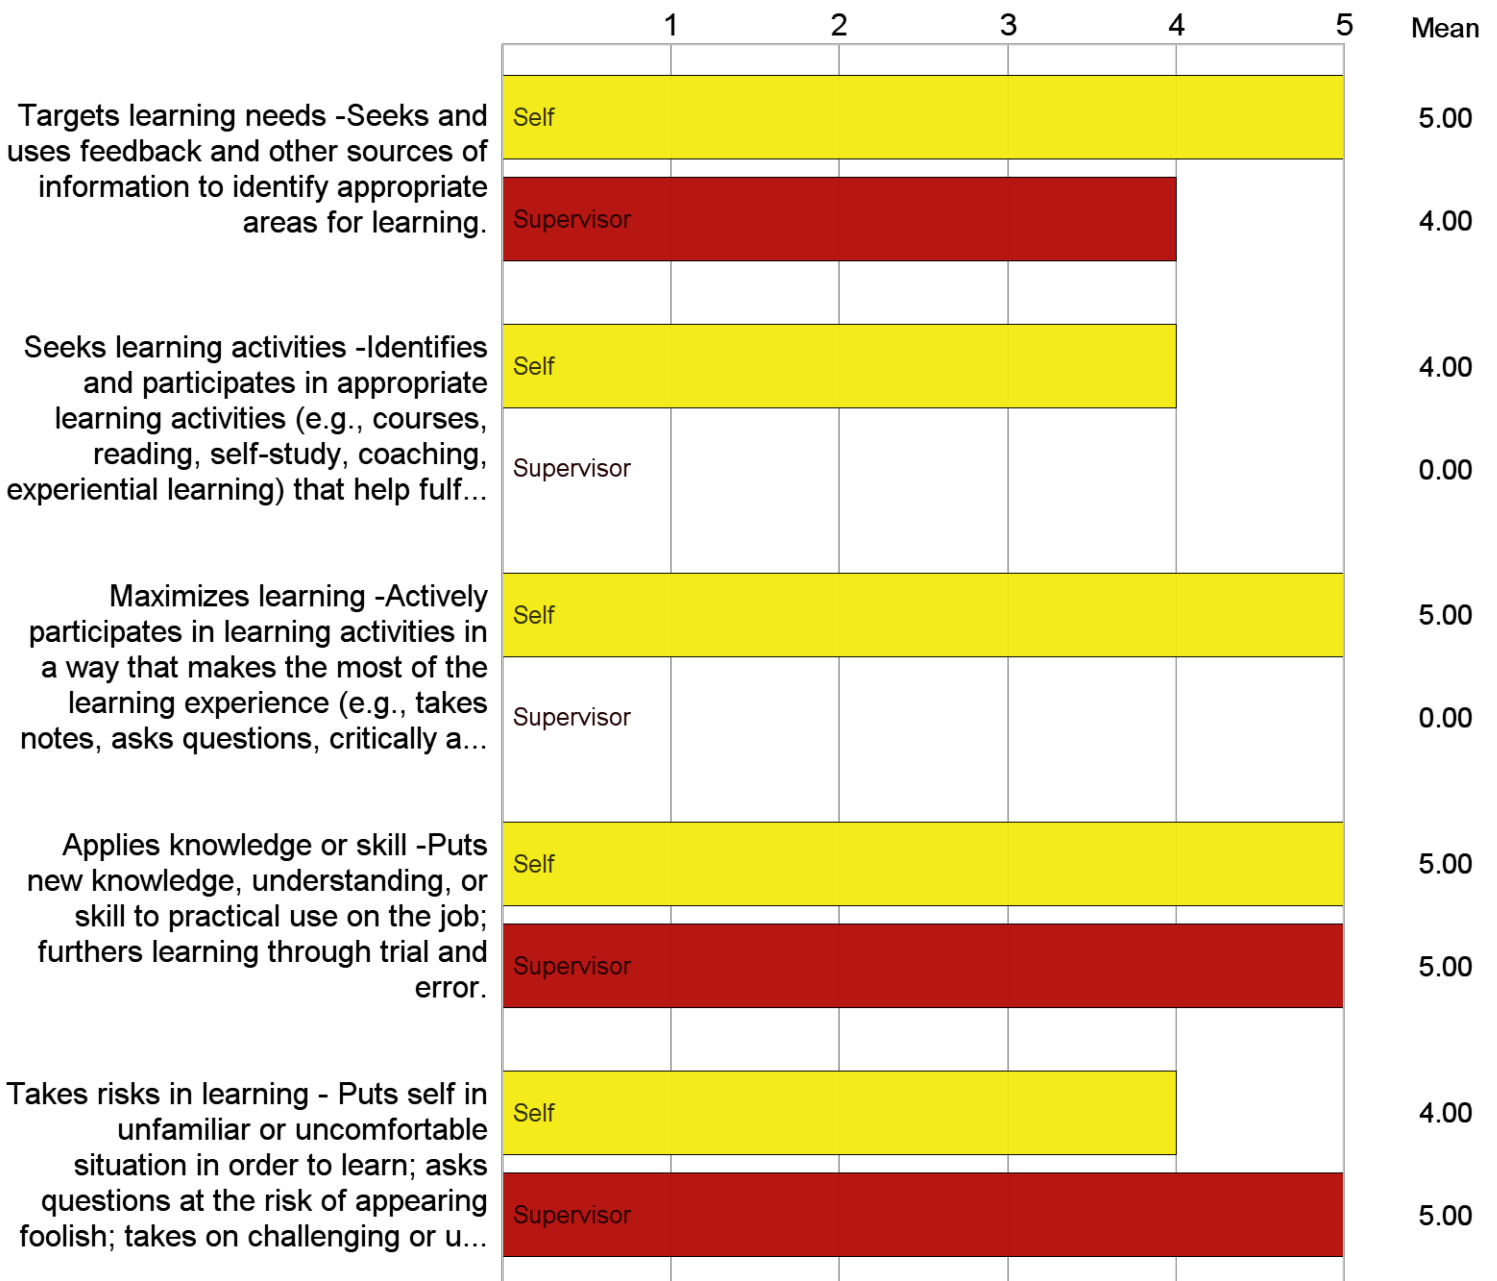 1 2 3 4 5 Mean
Targets learning needs -Seeks and
uses feedback and other sources of
information to identify appropriate
areas for learning.
Self 5.00
Supervisor 4.00
Seeks learning activities -Identifies
and participates in appropriate
learning activities (e.g., courses,
reading, self-study, coaching,
experiential learning) that help fulf...
Self 4.00
Supervisor 0.00
Maximizes learning -Actively
participates in learning activities in
a way that makes the most of the
learning experience (e.g., takes
notes, asks questions, critically a...
Self 5.00
Supervisor 0.00
Applies knowledge or skill -Puts
new knowledge, understanding, or
skill to practical use on the job;
furthers learning through trial and
error.
Self 5.00
Supervisor 5.00
Takes risks in learning - Puts self in
unfamiliar or uncomfortable
situation in order to learn; asks
questions at the risk of appearing
foolish; takes on challenging or u...
Self 4.00
Supervisor 5.00